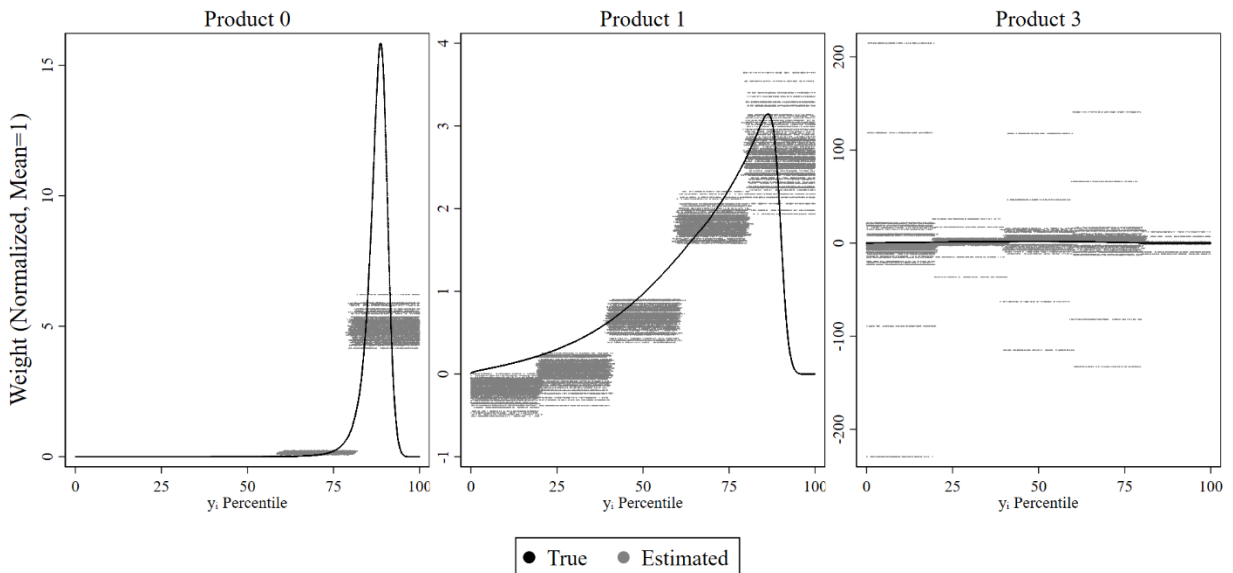 Product 0
Product 1
Product 3
Weight (Normalized, Mean=1)
15
10
5
0
4
3
2
1
0
-1
200
100
0
-100
-200
0 25 50 75 100
0 25 50 75 100
0 25 50 75 100
yᵢ Percentile
yᵢ Percentile
yᵢ Percentile
True Estimated